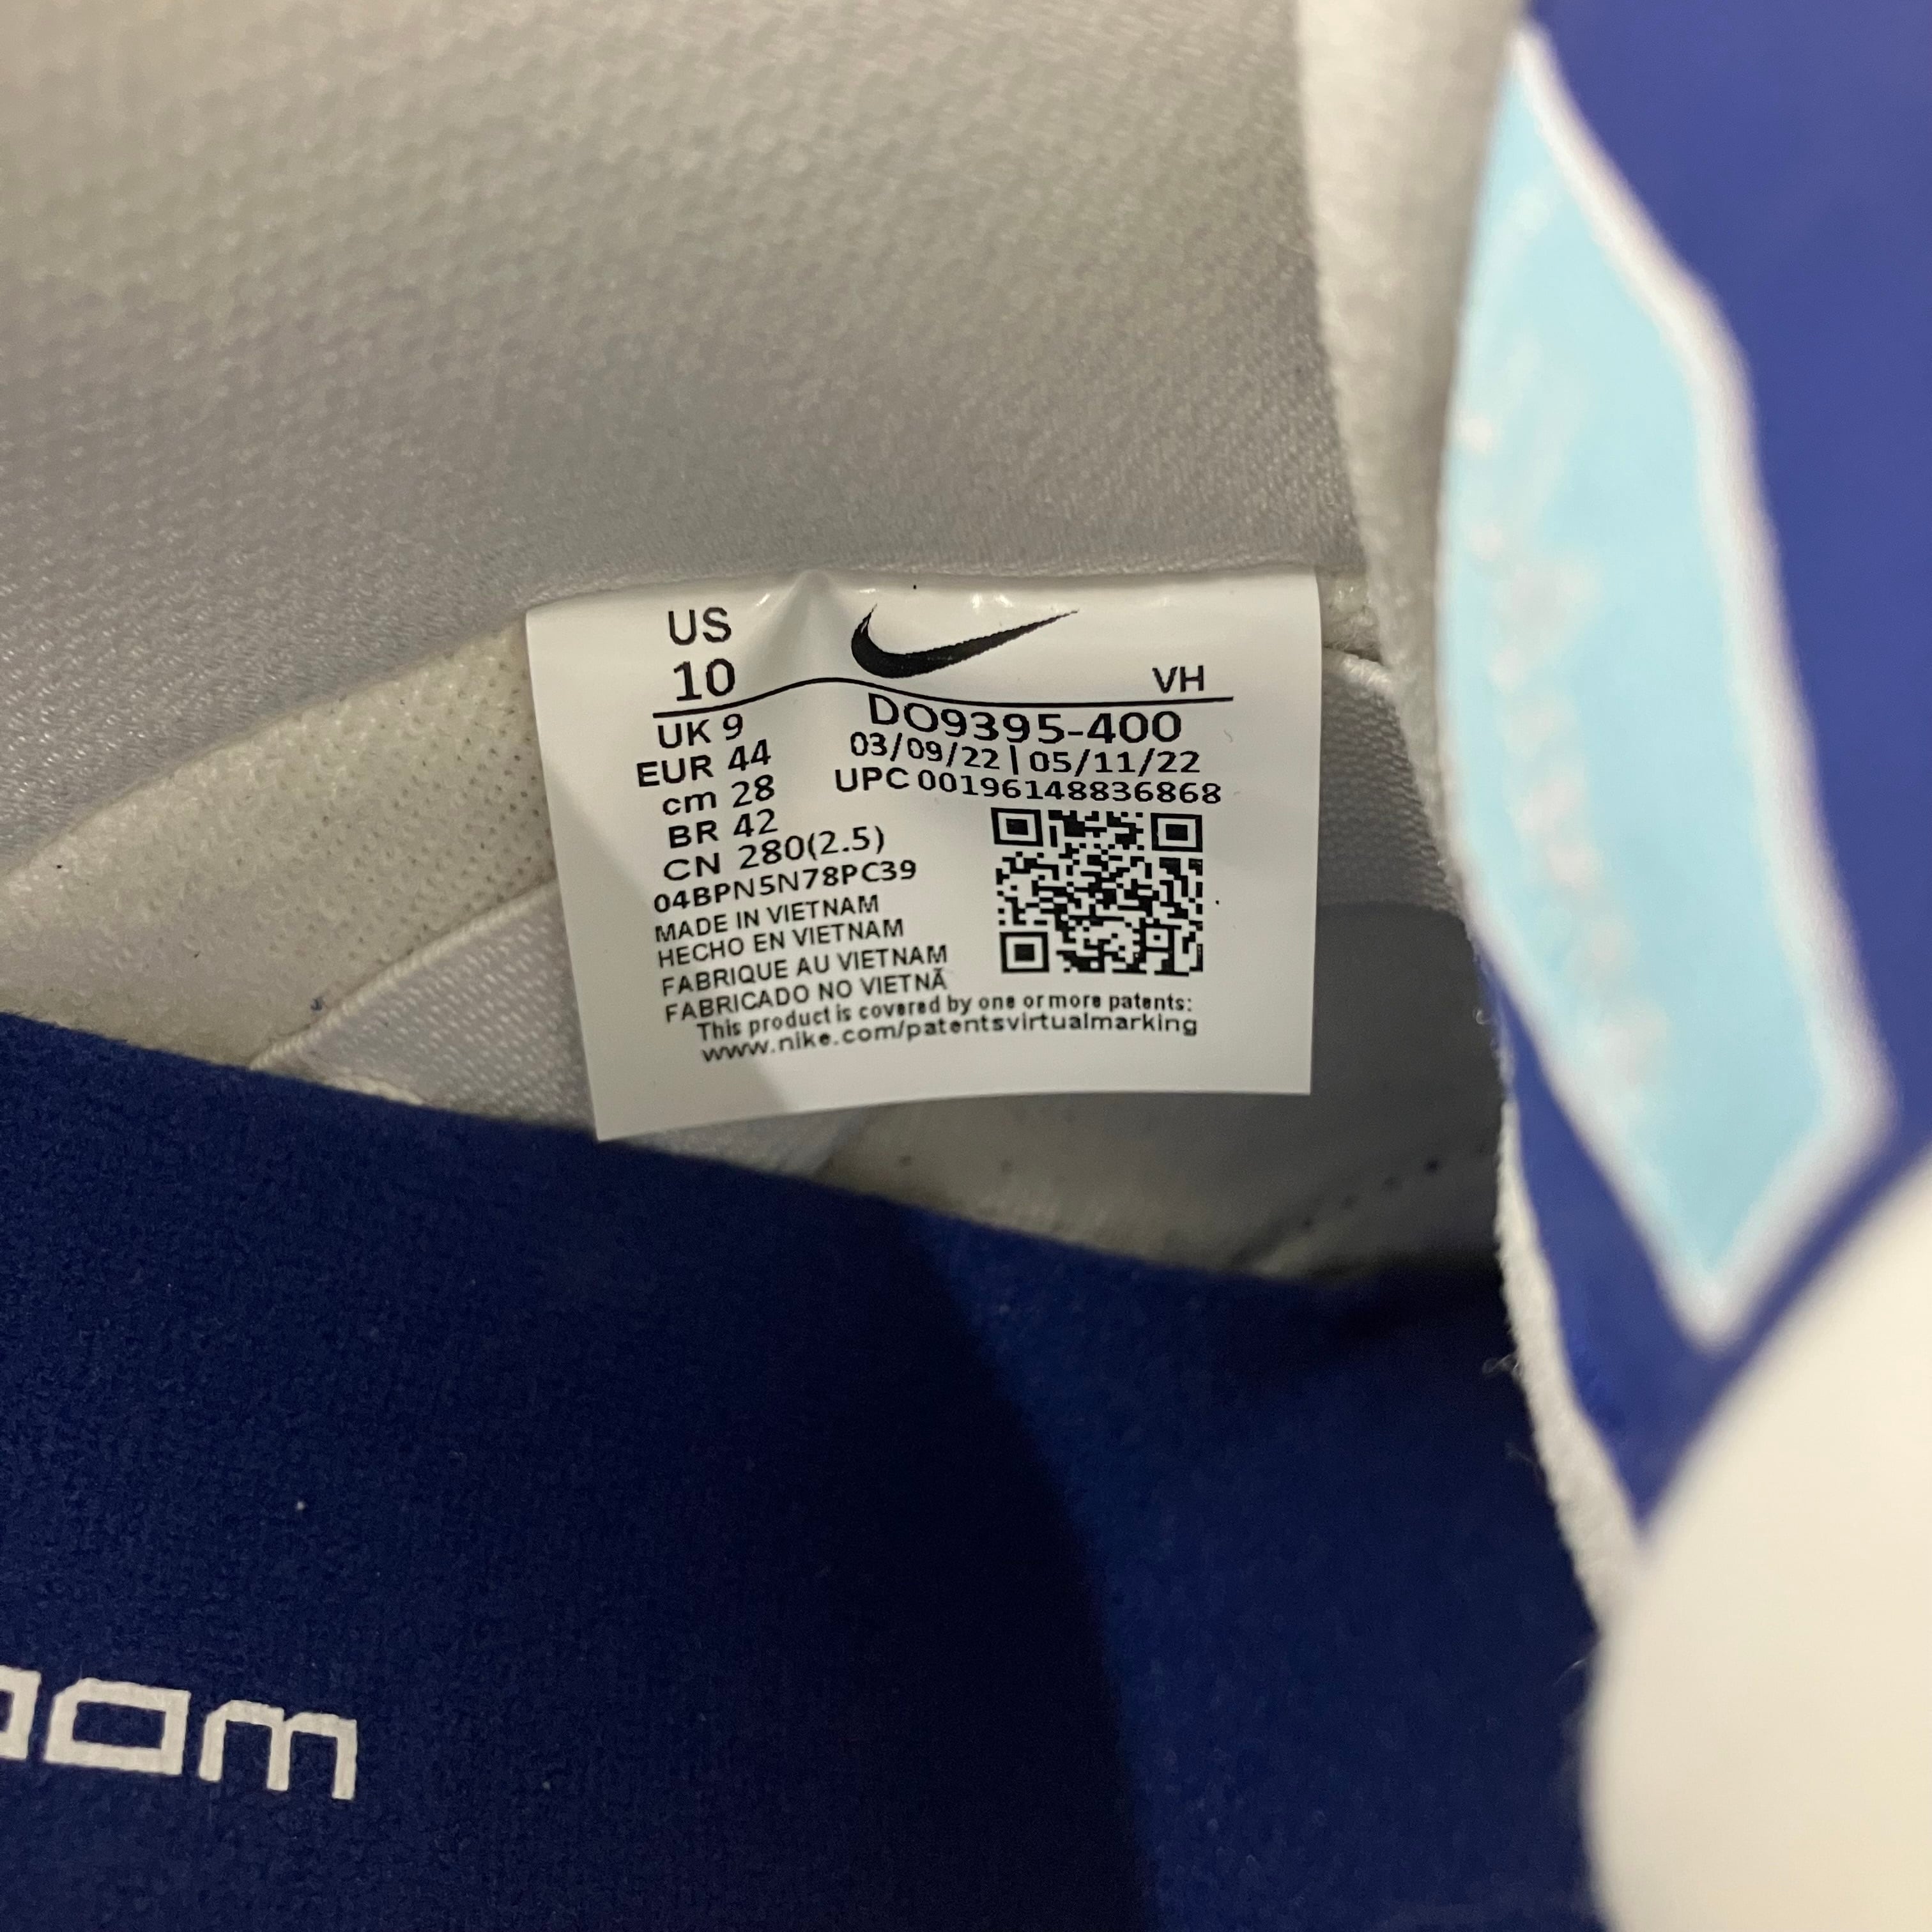 US
10
VH
UK 9
EUR 44
cm 28
BR 42
CN 280(2.5)
DO9395-400
03/09/22 | 05/11/22
UPC 00196148836868
04BPN5N78PC39
MADE IN VIETNAM
HECHO EN VIETNAM
FABRIQUE AU VIETNAM
FABRICADO NO VIETNÃ
This product is covered by one or more patents:
www.nike.com/patentsvirtualmarking